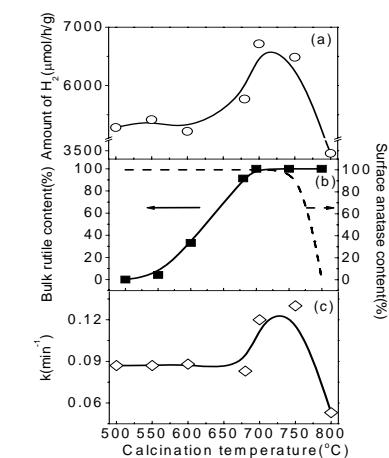 (a)
Amount of H2(μmol/h/g)
7000
6000
3500
(b)
Bulk rutile content(%)
100
80
60
40
20
0
100
80
60
40
20
0
Surface anatase content(%)
(c)
k(min-1)
0.12
0.09
0.06
500 550 600 650 700 750 800
Calcination temperature(oC)